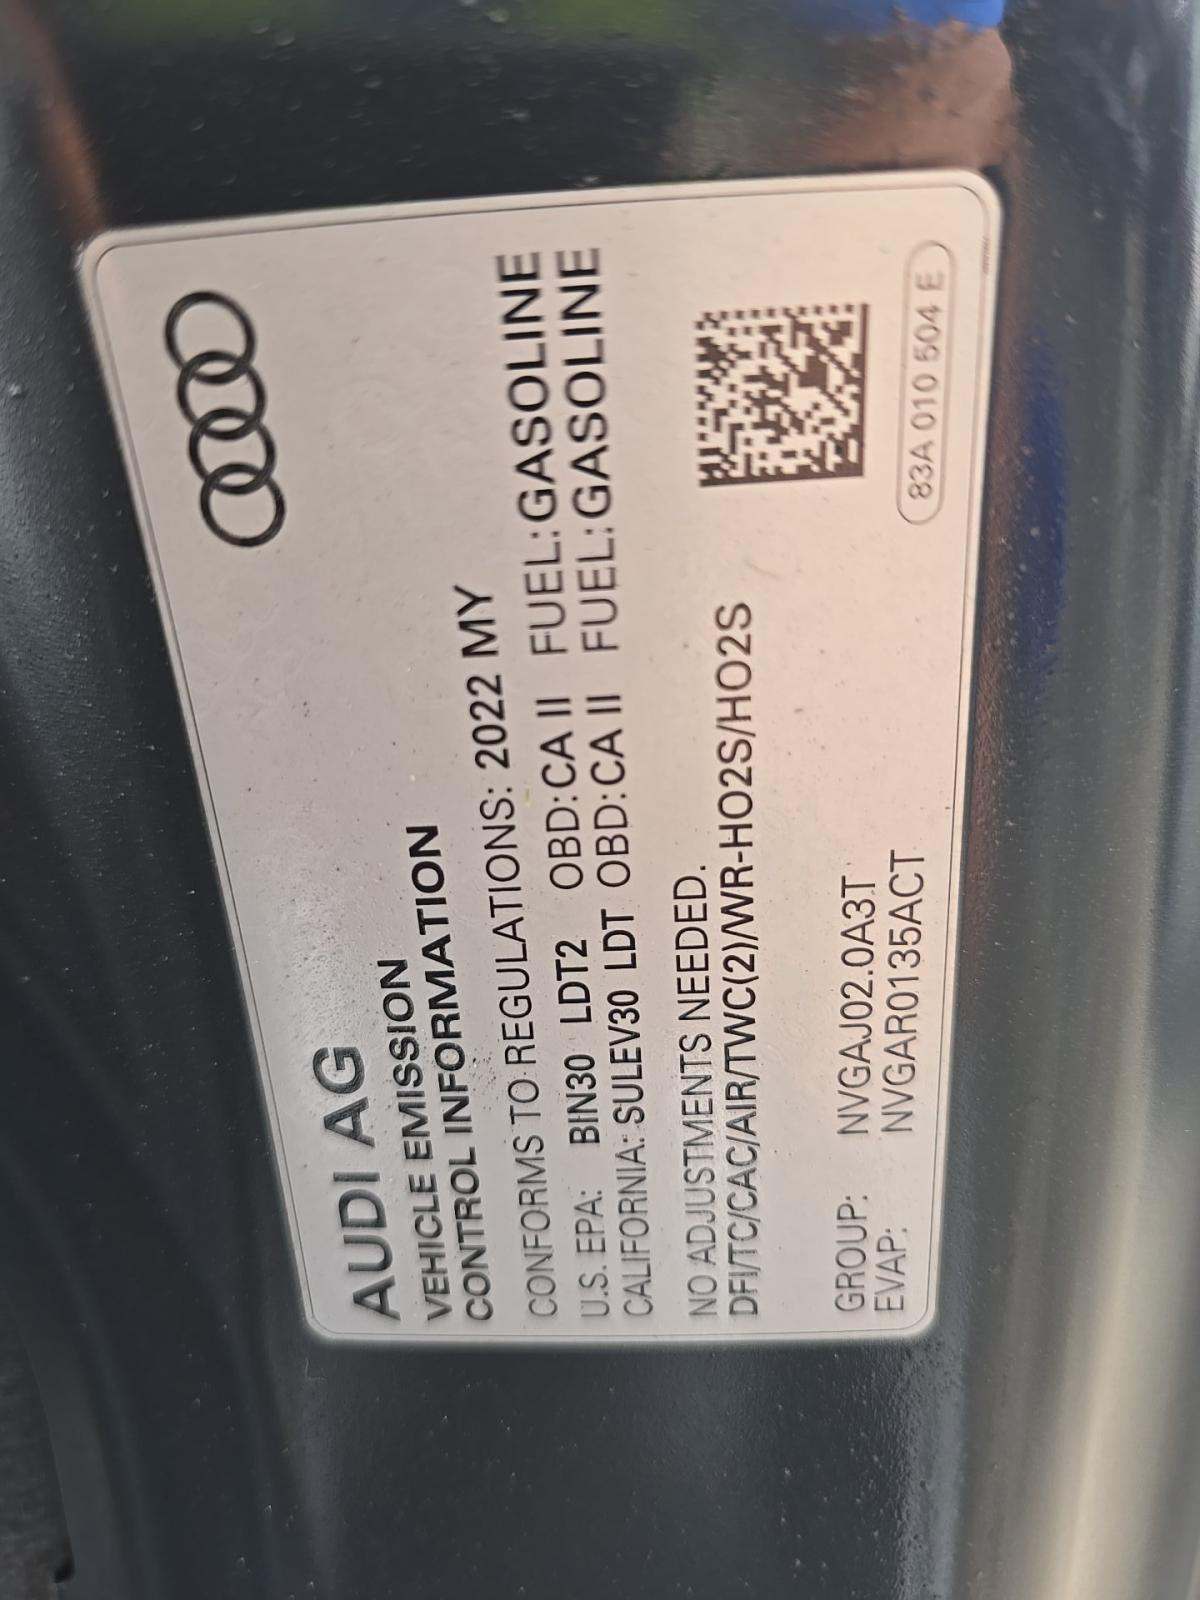 AUDI AG
VEHICLE EMISSION
CONTROL INFORMATION
CONFORMS TO REGULATIONS: 2022 MY
U.S. EPA: BIN30 LDT2 OBD: CA II FUEL: GASOLINE
CALIFORNIA: SULEV30 LDT OBD: CA II FUEL: GASOLINE
NO ADJUSTMENTS NEEDED.
DFI/TC/CAC/AIR/TWC(2)/WR-HO2S/HO2S
GROUP: NVGAJ02.0A3T
EVAP: NVGAR0135ACT
83A 010 504 E